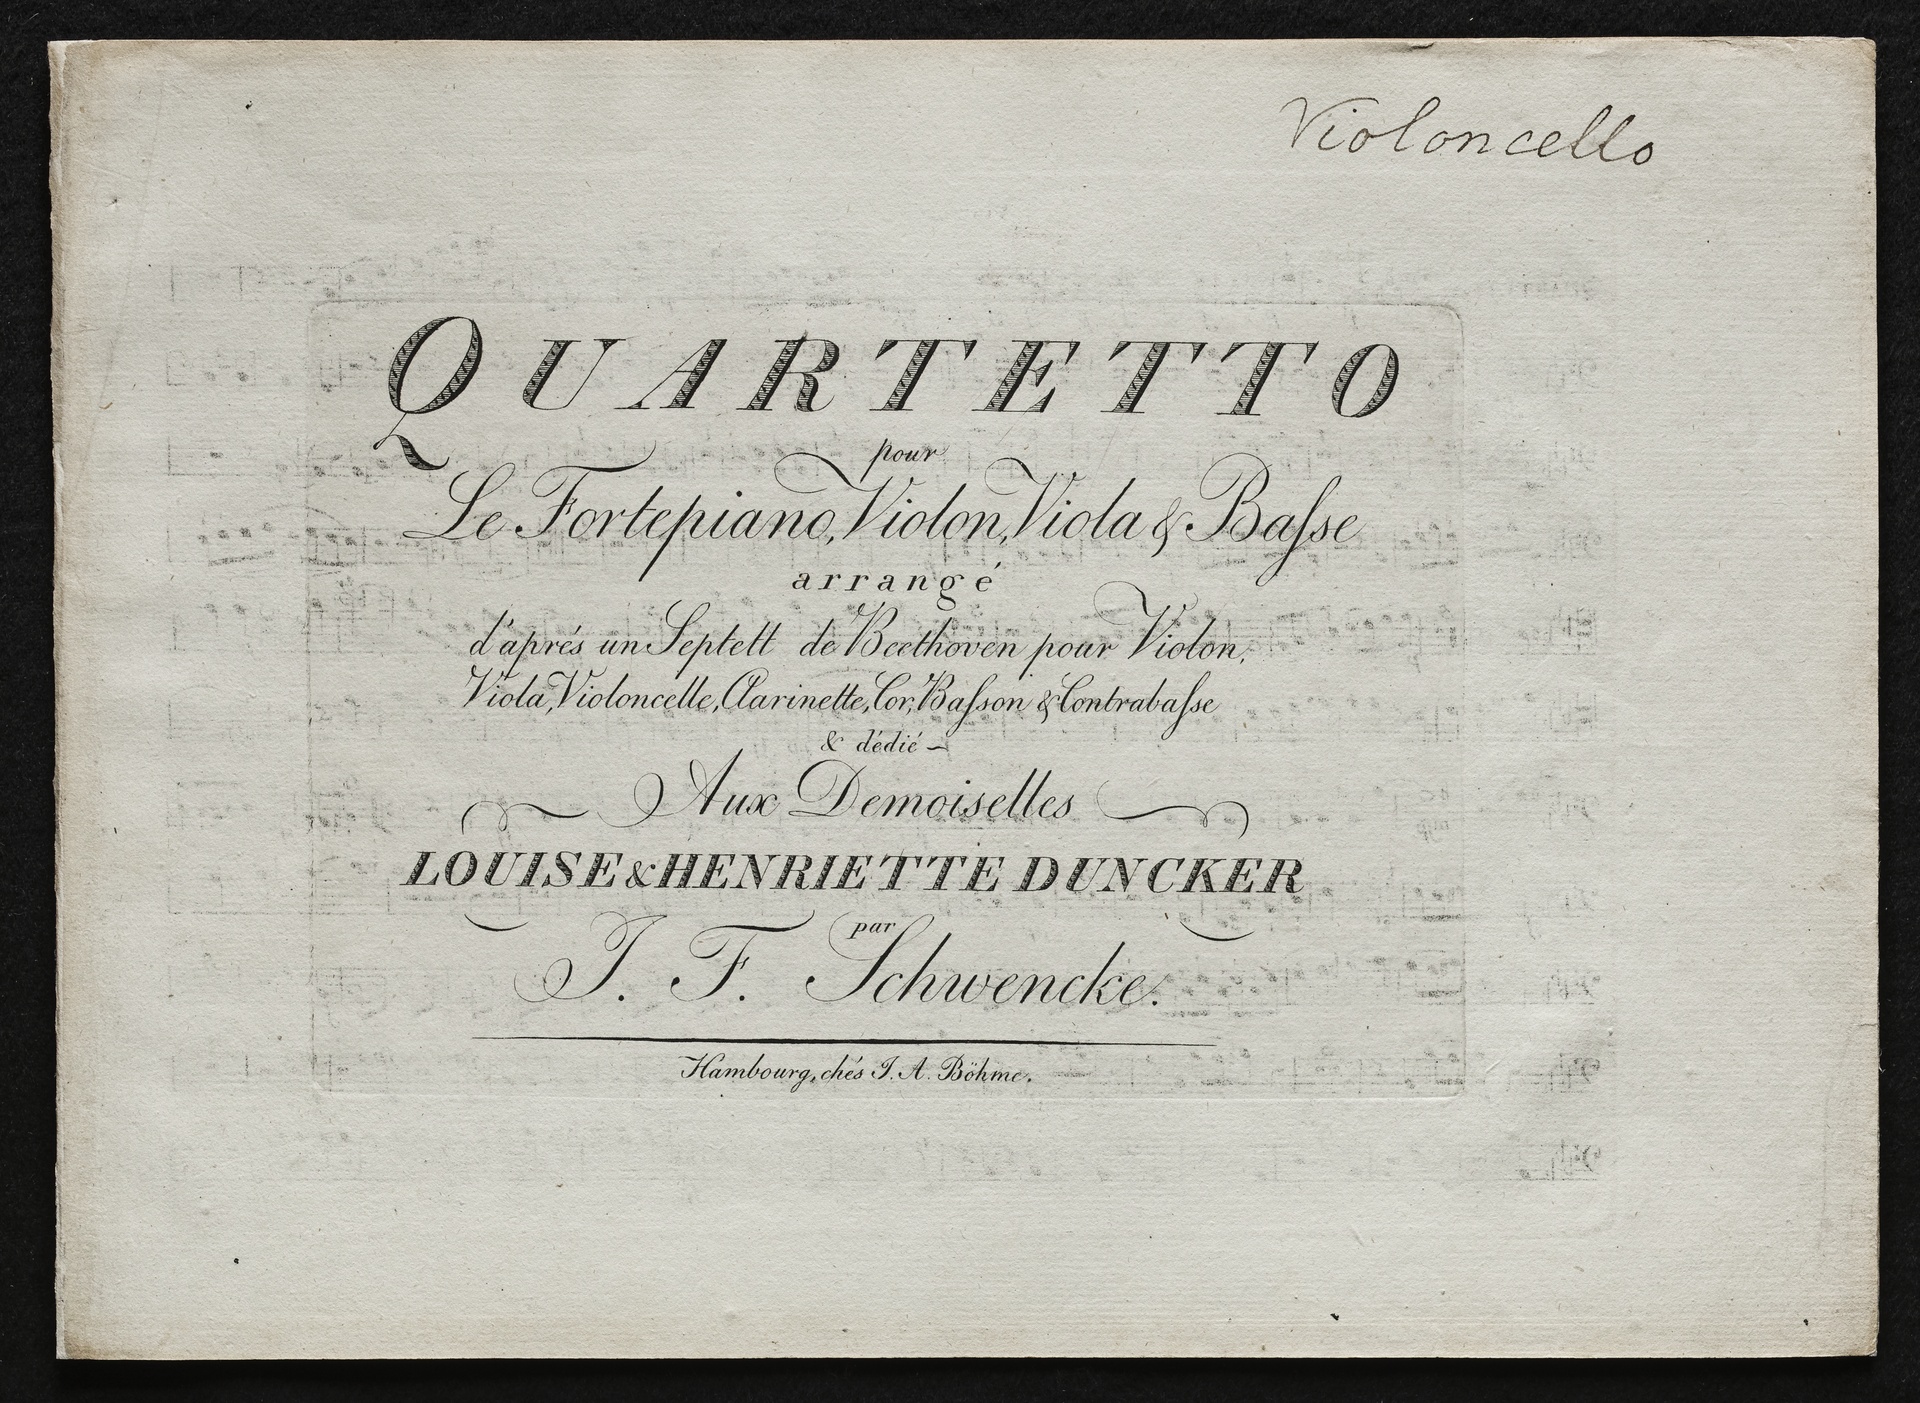 Violoncello
QUARTETTO
pour
Le Fortepiano, Violon, Viola & Baſse
arrangé
d'aprés un Septett de Beethoven pour Violon,
Viola, Violoncelle, Clarinette, Cor, Baſson & Contrabaſse
& dédié
Aux Demoiselles
LOUISE & HENRIETTE DUNCKER
par
J. F. Schwencke.
Hambourg, chés J. A. Böhme.